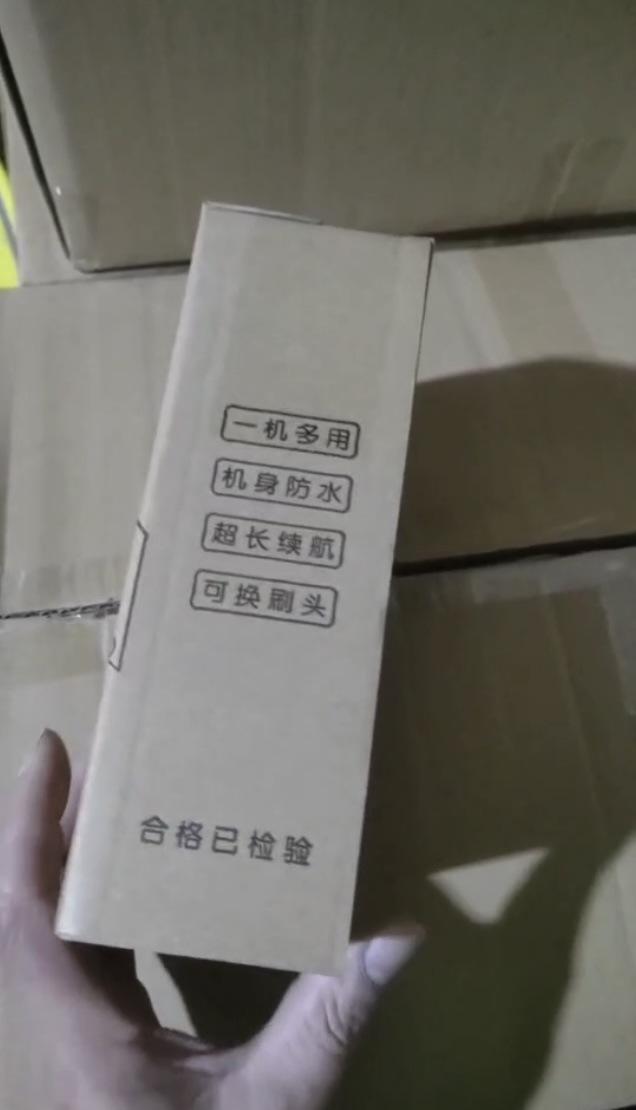 一机多用
机身防水
超长续航
可换刷头
合格已检验